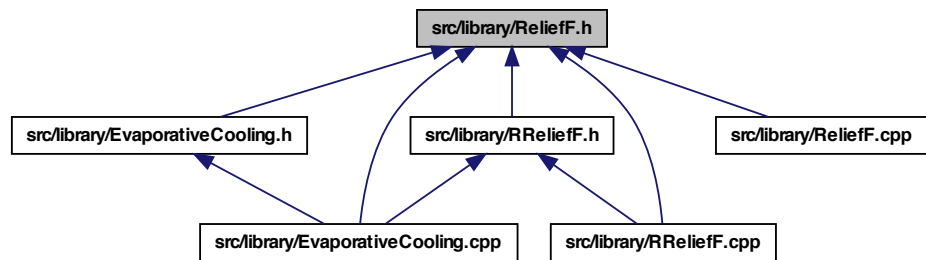 src/library/ReliefF.h
src/library/EvaporativeCooling.h
src/library/RReliefF.h
src/library/ReliefF.cpp
src/library/EvaporativeCooling.cpp
src/library/RReliefF.cpp